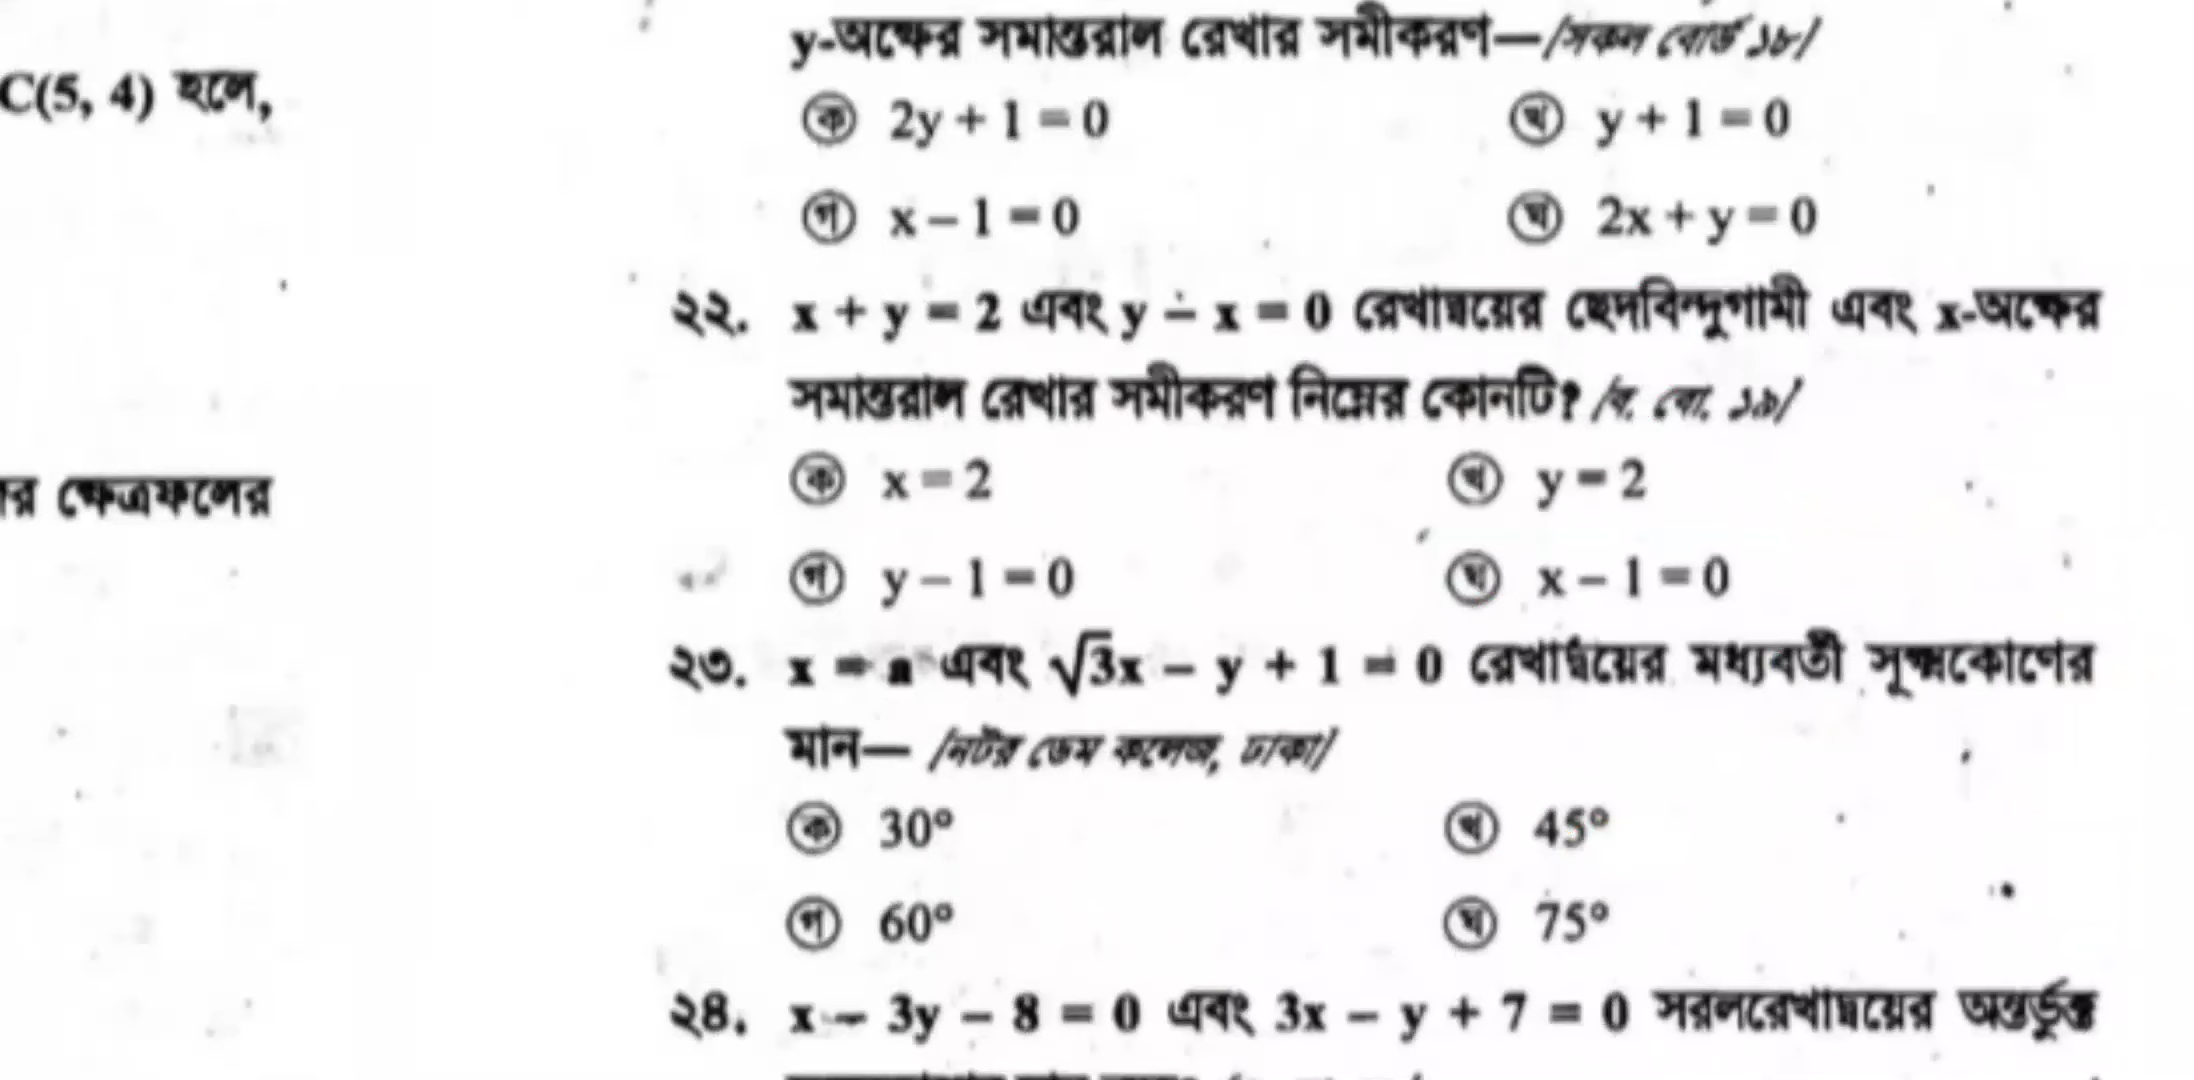 C(5, 4) হলে,
ক্ষেত্রফলের
y-অক্ষের সমান্তরাল রেখার সমীকরণ—[সকল বোর্ড ১৮]
ক 2y + 1 = 0 খ y + 1 = 0
গ x – 1 = 0 ঘ 2x + y = 0
২২. x + y = 2 এবং y – x = 0 রেখাদ্বয়ের ছেদবিন্দুগামী এবং x-অক্ষের
সমান্তরাল রেখার সমীকরণ নিম্নের কোনটি? [ব. বো. ১৯]
ক x = 2 খ y = 2
গ y – 1 = 0 ঘ x – 1 = 0
২৩. x = a এবং √3x – y + 1 = 0 রেখাদ্বয়ের মধ্যবর্তী সূক্ষ্মকোণের
মান— [নটর ডেম কলেজ, ঢাকা]
ক 30° খ 45°
গ 60° ঘ 75°
২৪. x – 3y – 8 = 0 এবং 3x – y + 7 = 0 সরলরেখাদ্বয়ের অন্তর্ভুক্ত